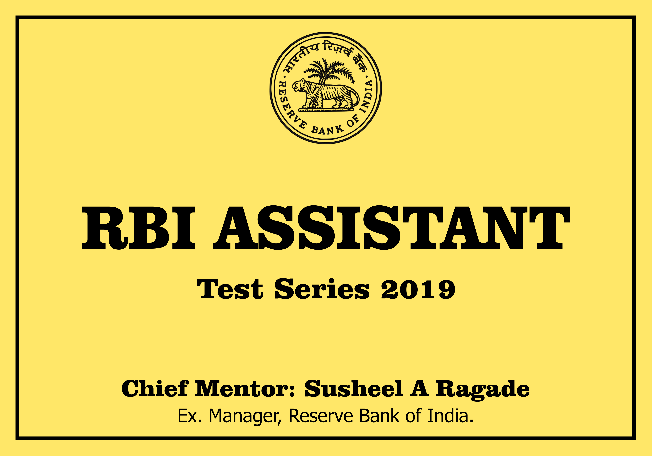 भारतीय रिज़र्व बैंक
RESERVE BANK OF INDIA
RBI ASSISTANT
Test Series 2019
Chief Mentor: Susheel A Ragade
Ex. Manager, Reserve Bank of India.